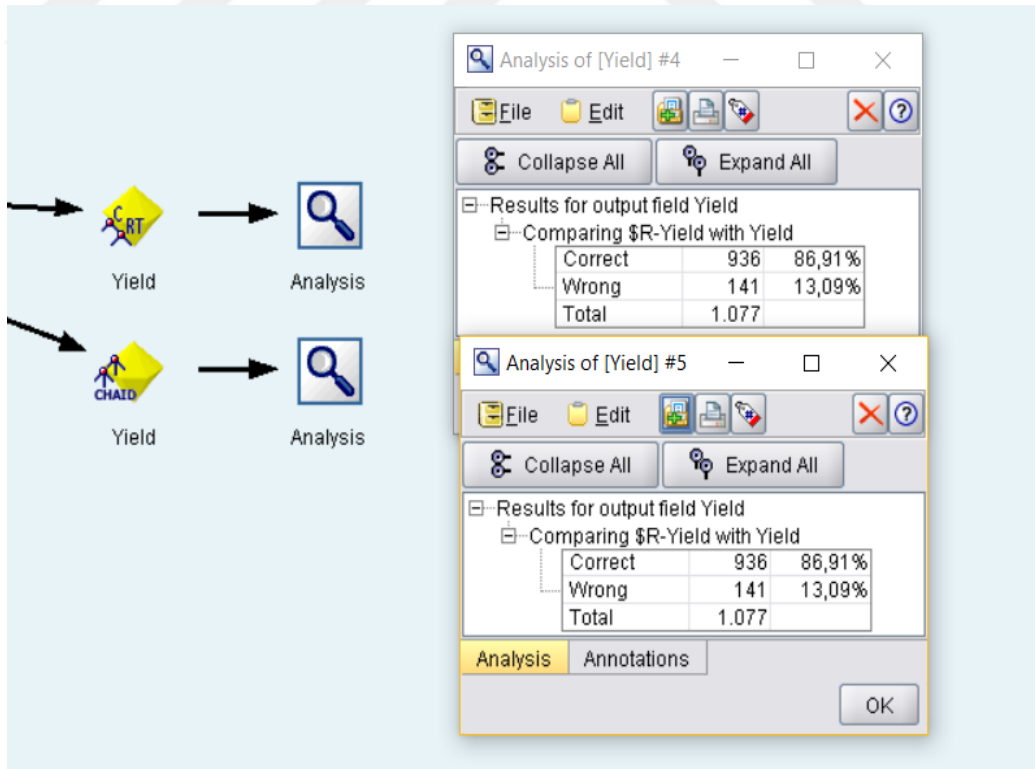 Analysis of [Yield] #4
File Edit
Collapse All Expand All
Results for output field Yield
Comparing $R-Yield with Yield
Correct 936 86,91%
Wrong 141 13,09%
Total 1.077
C RT
Yield
Analysis
CHAID
Yield
Analysis
Analysis of [Yield] #5
File Edit
Collapse All Expand All
Results for output field Yield
Comparing $R-Yield with Yield
Correct 936 86,91%
Wrong 141 13,09%
Total 1.077
Analysis Annotations
OK